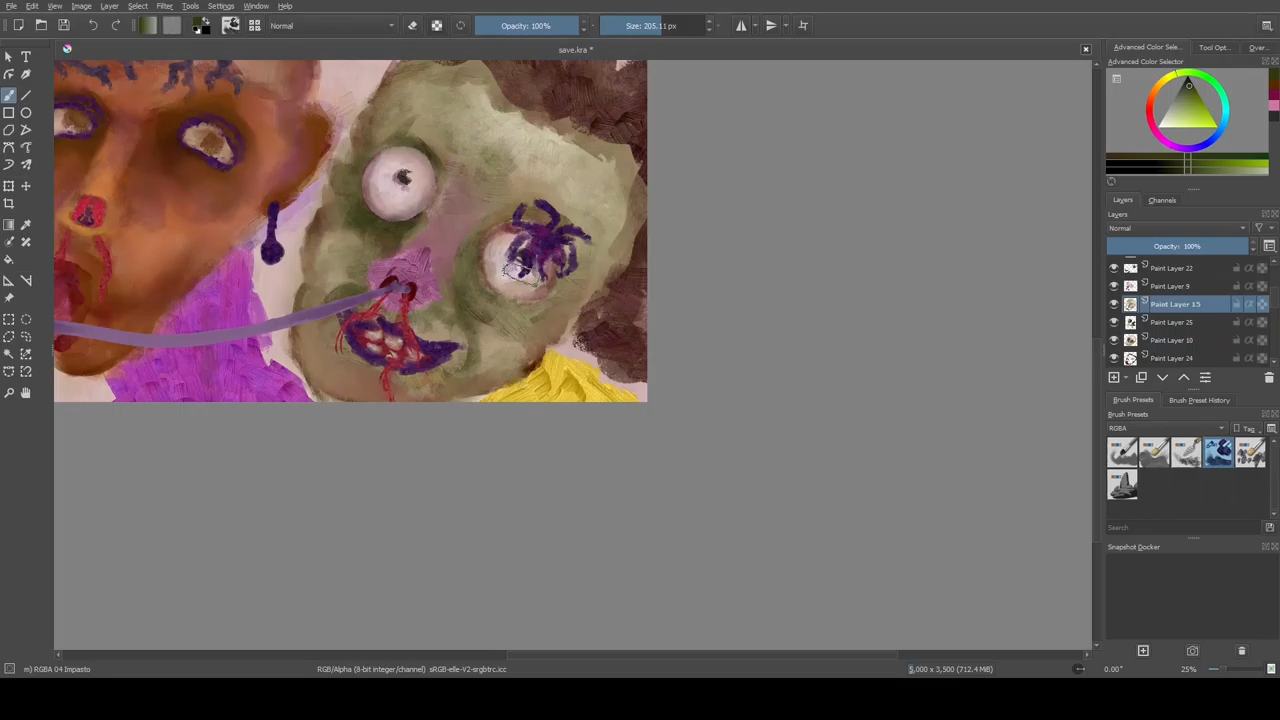 File Edit View Image Layer Select Filter Tools Settings Window Help
Normal
Opacity: 100%
Size: 205.11 px
save.kra *
Advanced Color Sele... Tool Opt... Over...
Advanced Color Selector
Layers Channels
Layers
Normal
Opacity: 100%
Paint Layer 22
Paint Layer 9
Paint Layer 15
Paint Layer 25
Paint Layer 10
Paint Layer 24
Brush Presets Brush Preset History
Brush Presets
RGBA Tag
Search
Snapshot Docker
m) RGBA 04 Impasto RGB/Alpha (8-bit integer/channel) sRGB-elle-V2-srgbtrc.icc 5,000 x 3,500 (712.4 MiB) 0.00° 25%